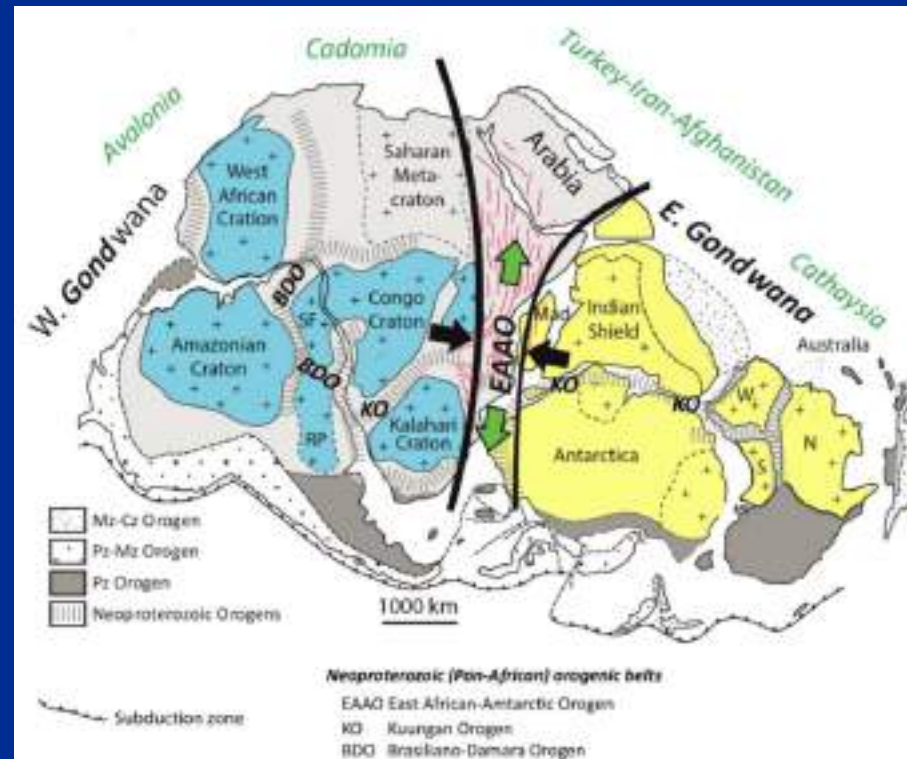 Cadomia
Turkey-Iran-Afghanistan
Avalonia
Cathaysia
W. Gondwana
E. Gondwana
West
African
Cration
Saharan
Meta-
craton
Arabia
BDO
SF
Congo
Craton
Mad
Indian
Shield
Australia
Amazonian
Craton
BDO
EAAO
KO
KO
KO
W
N
S
RP
Kalahari
Craton
Antarctica
Mz-Cz Orogen
Pz-Mz Orogen
Pz Orogen
Neoproterozoic Orogens
1000 km
Subduction zone
Neoproterozoic (Pan-African) orogenic belts
EAAO East African-Amtarctic Orogen
KO Kuungan Orogen
BDO Brasiliano-Damara Orogen